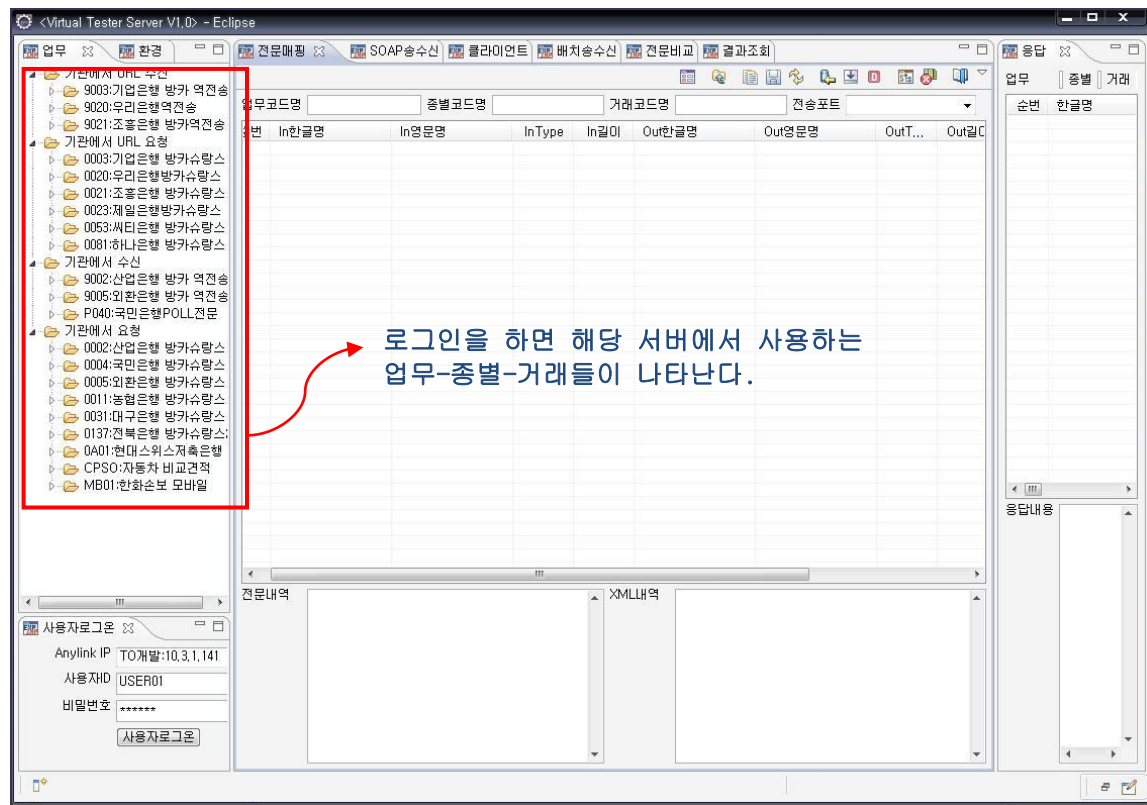 <Virtual Tester Server V1,0> - Eclipse
업무
환경
전문매핑
SOAP송수신
클라이언트
배치송수신
전문비교
결과조회
응답
기관에서 URL 수신
9003:기업은행 방카 역전송
9020:우리은행역전송
9021:조흥은행 방카역전송
기관에서 URL 요청
0003:기업은행 방카슈랑스
0020:우리은행방카슈랑스
0021:조흥은행 방카슈랑스
0023:제일은행방카슈랑스
0053:씨티은행 방카슈랑스
0081:하나은행 방카슈랑스
기관에서 수신
9002:산업은행 방카 역전송
9005:외환은행 방카 역전송
P040:국민은행POLL전문
기관에서 요청
0002:산업은행 방카슈랑스
0004:국민은행 방카슈랑스
0005:외환은행 방카슈랑스
0011:농협은행 방카슈랑스
0031:대구은행 방카슈랑스
0137:전북은행 방카슈랑스
0A01:현대스위스저축은행
CPSO:자동차 비교견적
MB01:한화손보 모바일
업무코드명
종별코드명
거래코드명
전송포트
순번 In한글명 In영문명 InType In길이 Out한글명 Out영문명 OutT... Out길
로그인을 하면 해당 서버에서 사용하는
업무-종별-거래들이 나타난다.
전문내역
XML내역
업무 종별 거래
순번 한글명
응답내용
사용자로그온
Anylink IP TO개발:10,3,1,141
사용자ID USER01
비밀번호 ******
사용자로그온